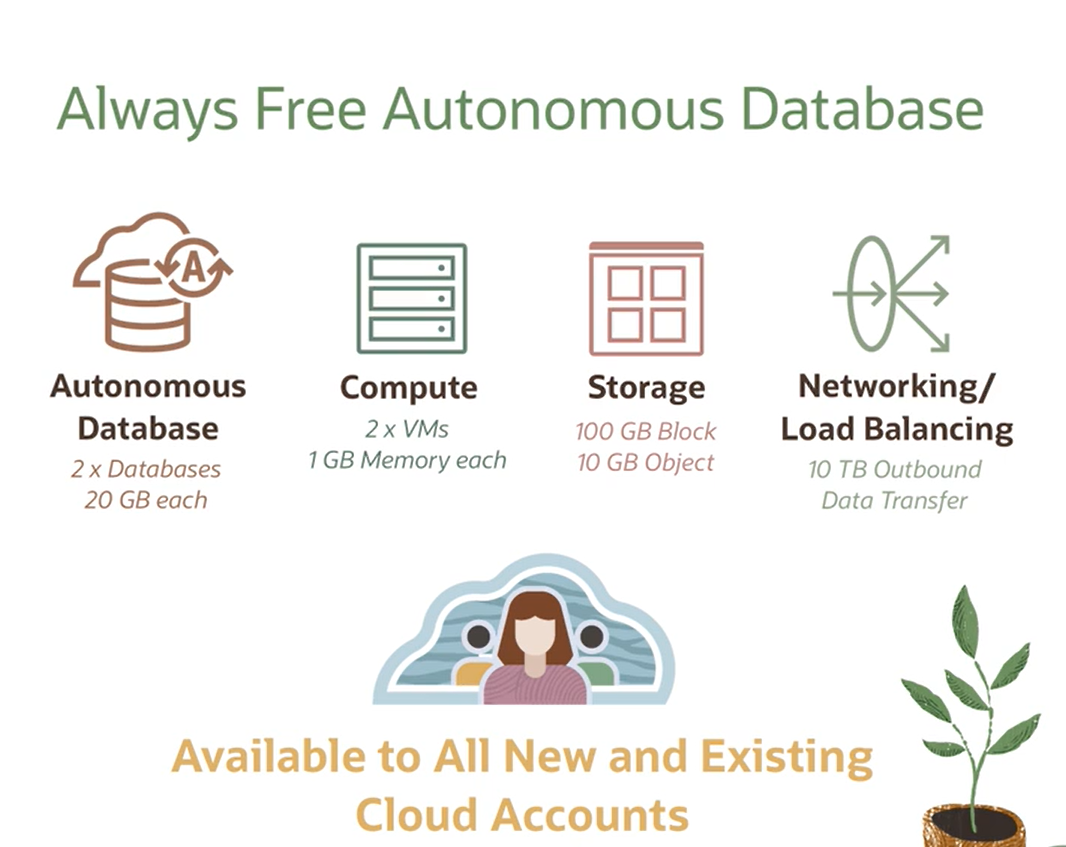 Always Free Autonomous Database
A
Autonomous
Database
2 x Databases
20 GB each
Compute
2 x VMs
1 GB Memory each
Storage
100 GB Block
10 GB Object
Networking/
Load Balancing
10 TB Outbound
Data Transfer
Available to All New and Existing
Cloud Accounts